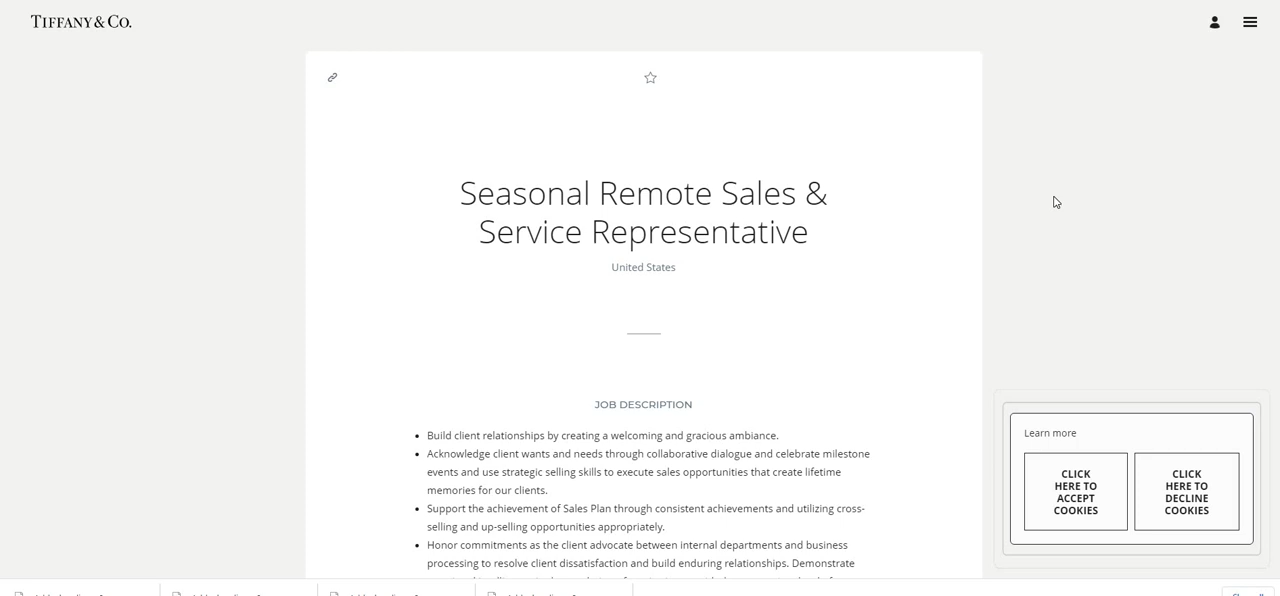 TIFFANY & CO.
Seasonal Remote Sales &
Service Representative
United States
JOB DESCRIPTION
Build client relationships by creating a welcoming and gracious ambiance.
Acknowledge client wants and needs through collaborative dialogue and celebrate milestone
events and use strategic selling skills to execute sales opportunities that create lifetime
memories for our clients.
Support the achievement of Sales Plan through consistent achievements and utilizing cross-
selling and up-selling opportunities appropriately.
Honor commitments as the client advocate between internal departments and business
processing to resolve client dissatisfaction and build enduring relationships. Demonstrate
Learn more
CLICK
HERE TO
ACCEPT
COOKIES
CLICK
HERE TO
DECLINE
COOKIES